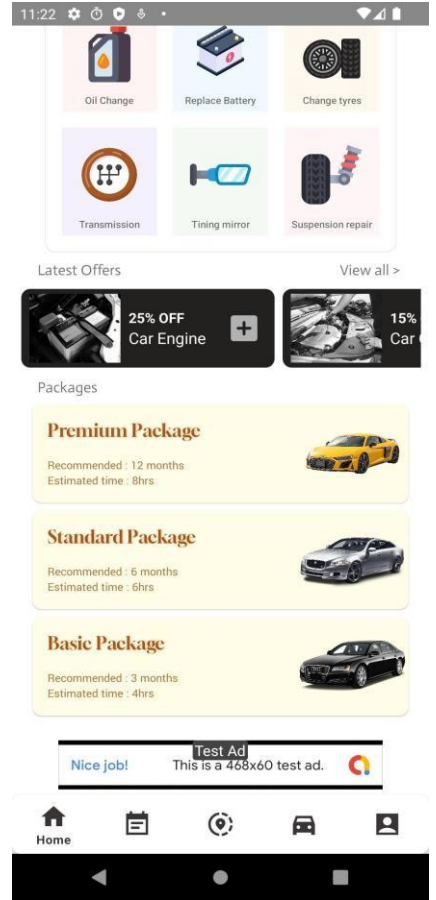 11:22
Oil Change
Replace Battery
Change tyres
Transmission
Tining mirror
Suspension repair
Latest Offers
View all >
25% OFF
Car Engine
15%
Car
Packages
Premium Package
Recommended : 12 months
Estimated time : 8hrs
Standard Package
Recommended : 6 months
Estimated time : 6hrs
Basic Package
Recommended : 3 months
Estimated time : 4hrs
Test Ad
Nice job!
This is a 468x60 test ad.
Home